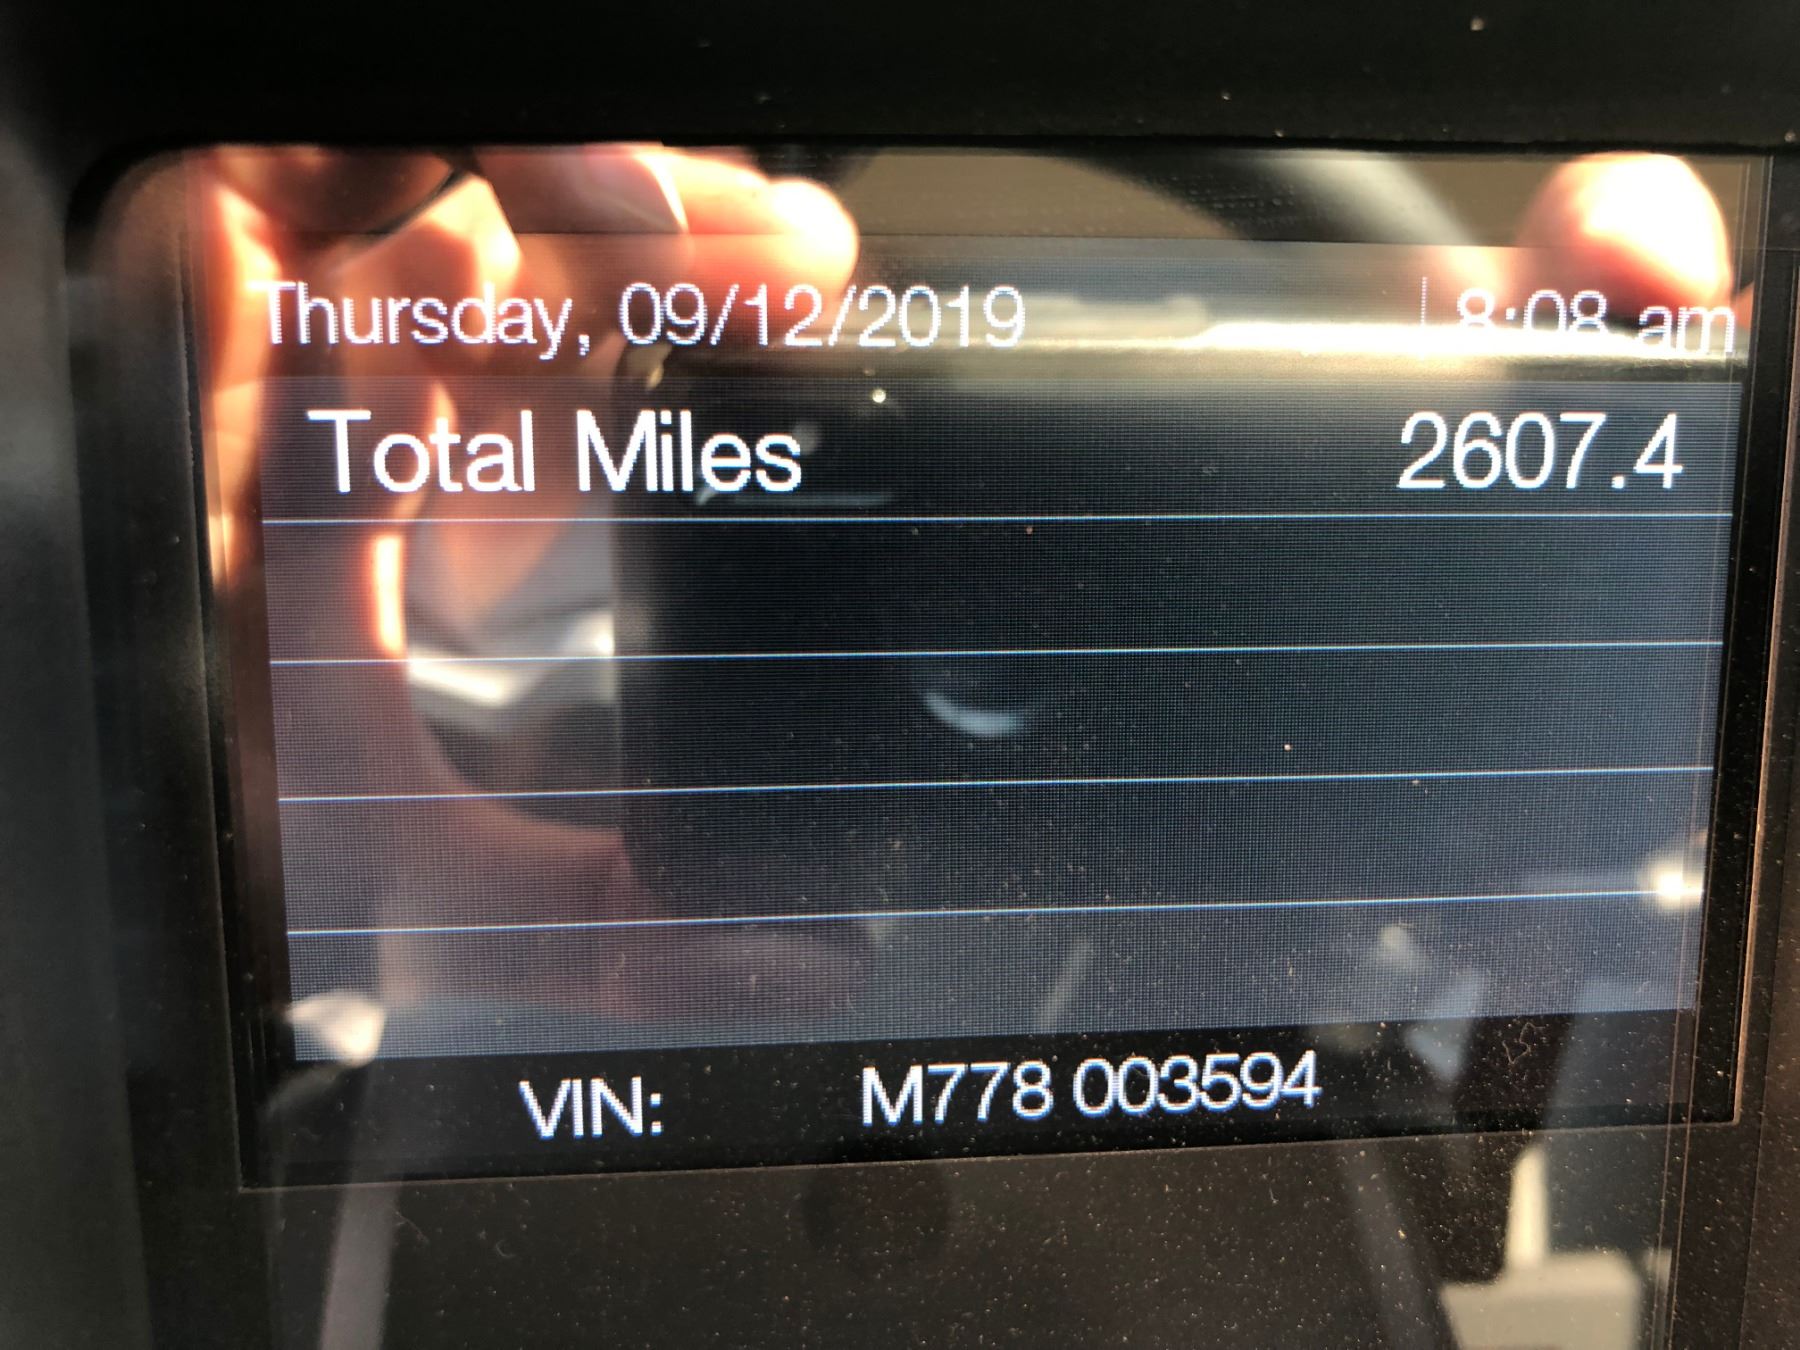 Thursday, 09/12/2019 8:08 am
Total Miles 2607.4
VIN: M778 003594